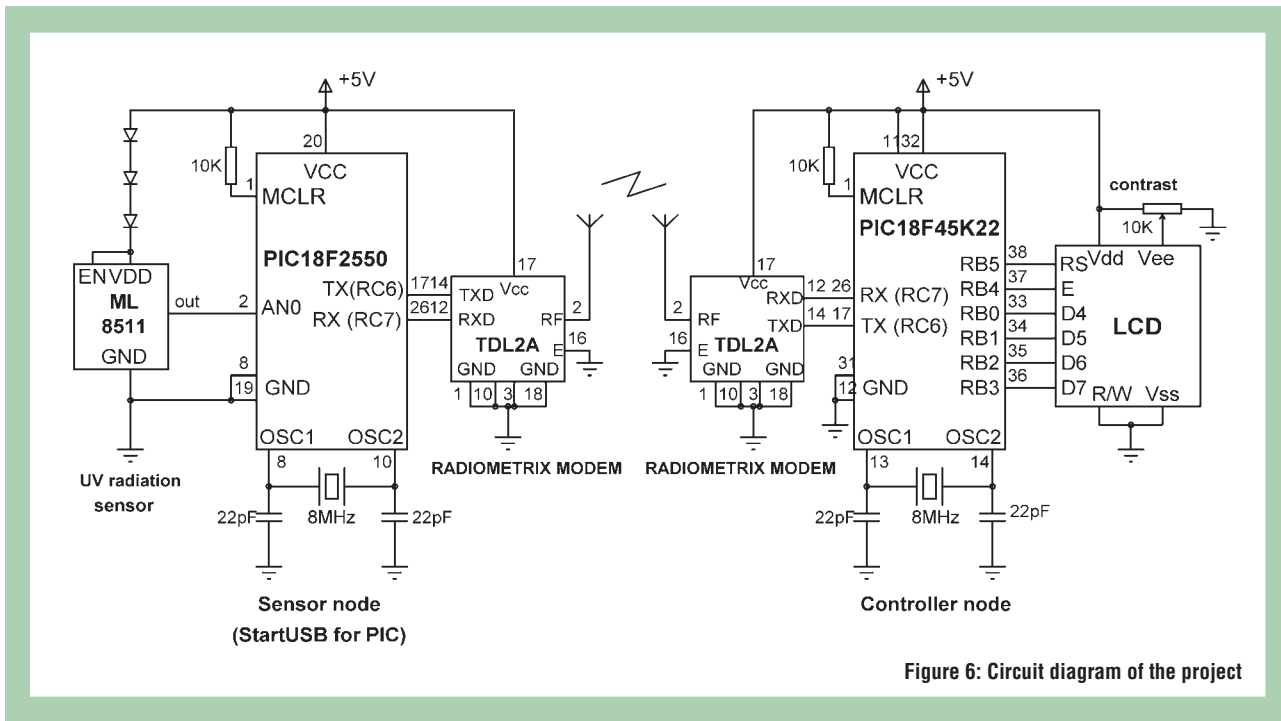 +5V
20
VCC
10K
1
MCLR
PIC18F2550
ENVDD
ML
8511
GND
out
2
AN0
TX(RC6)
1714
RX (RC7)
2612
8
19
GND
OSC1
OSC2
8
10
22pF
8MHz
22pF
UV radiation
sensor
17
Vcc
TXD
RXD
RF
2
TDL2A
E
16
GND
GND
1
10
3
18
RADIOMETRIX MODEM
Sensor node
(StartUSB for PIC)
+5V
1132
VCC
10K
1
MCLR
PIC18F45K22
17
Vcc
2
RF
RXD
12
26
RX (RC7)
TXD
14
17
TX (RC6)
16
E
TDL2A
GND
GND
1
10
3
18
RADIOMETRIX MODEM
31
12
GND
OSC1
OSC2
13
14
22pF
8MHz
22pF
RB5
38
RS
RB4
37
E
RB0
33
D4
RB1
34
D5
RB2
35
D6
RB3
36
D7
contrast
10K
Vdd
Vee
LCD
R/W
Vss
Controller node
Figure 6: Circuit diagram of the project